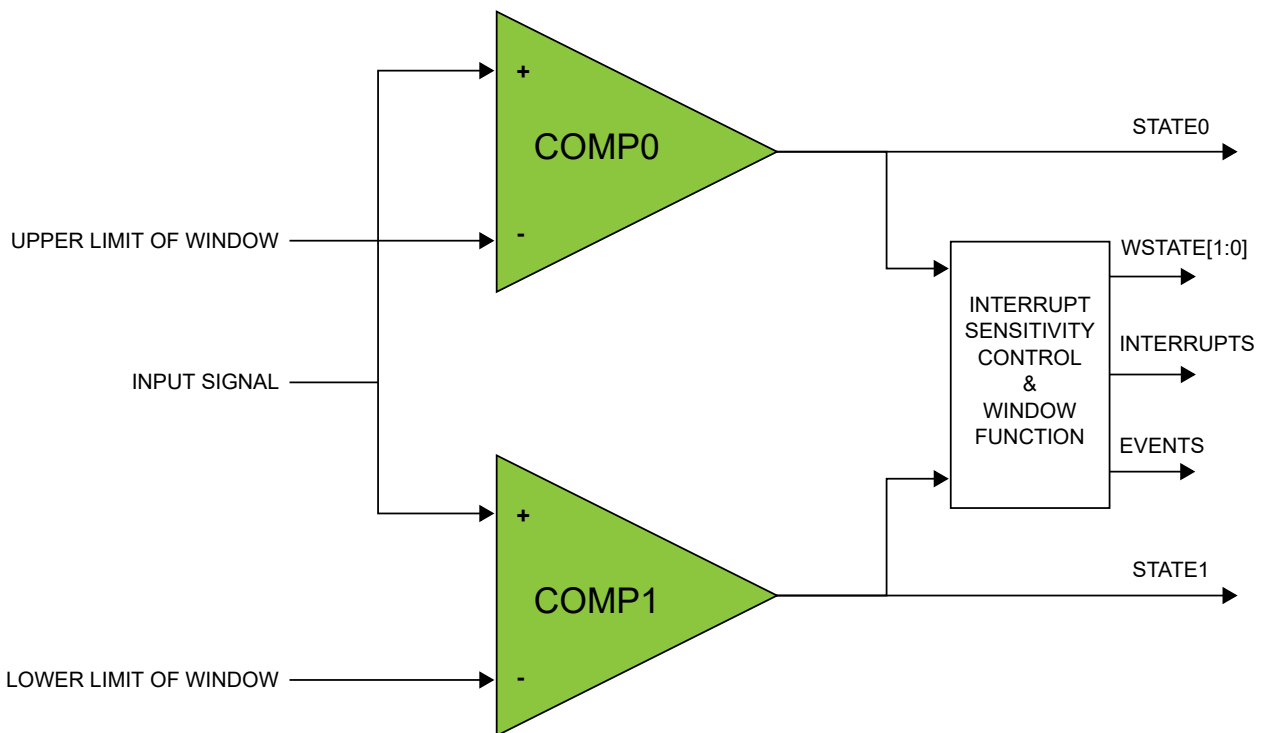 +
COMP0
-
STATE0
UPPER LIMIT OF WINDOW
WSTATE[1:0]
INTERRUPT
SENSITIVITY
CONTROL
&
WINDOW
FUNCTION
INTERRUPTS
EVENTS
INPUT SIGNAL
+
COMP1
-
STATE1
LOWER LIMIT OF WINDOW